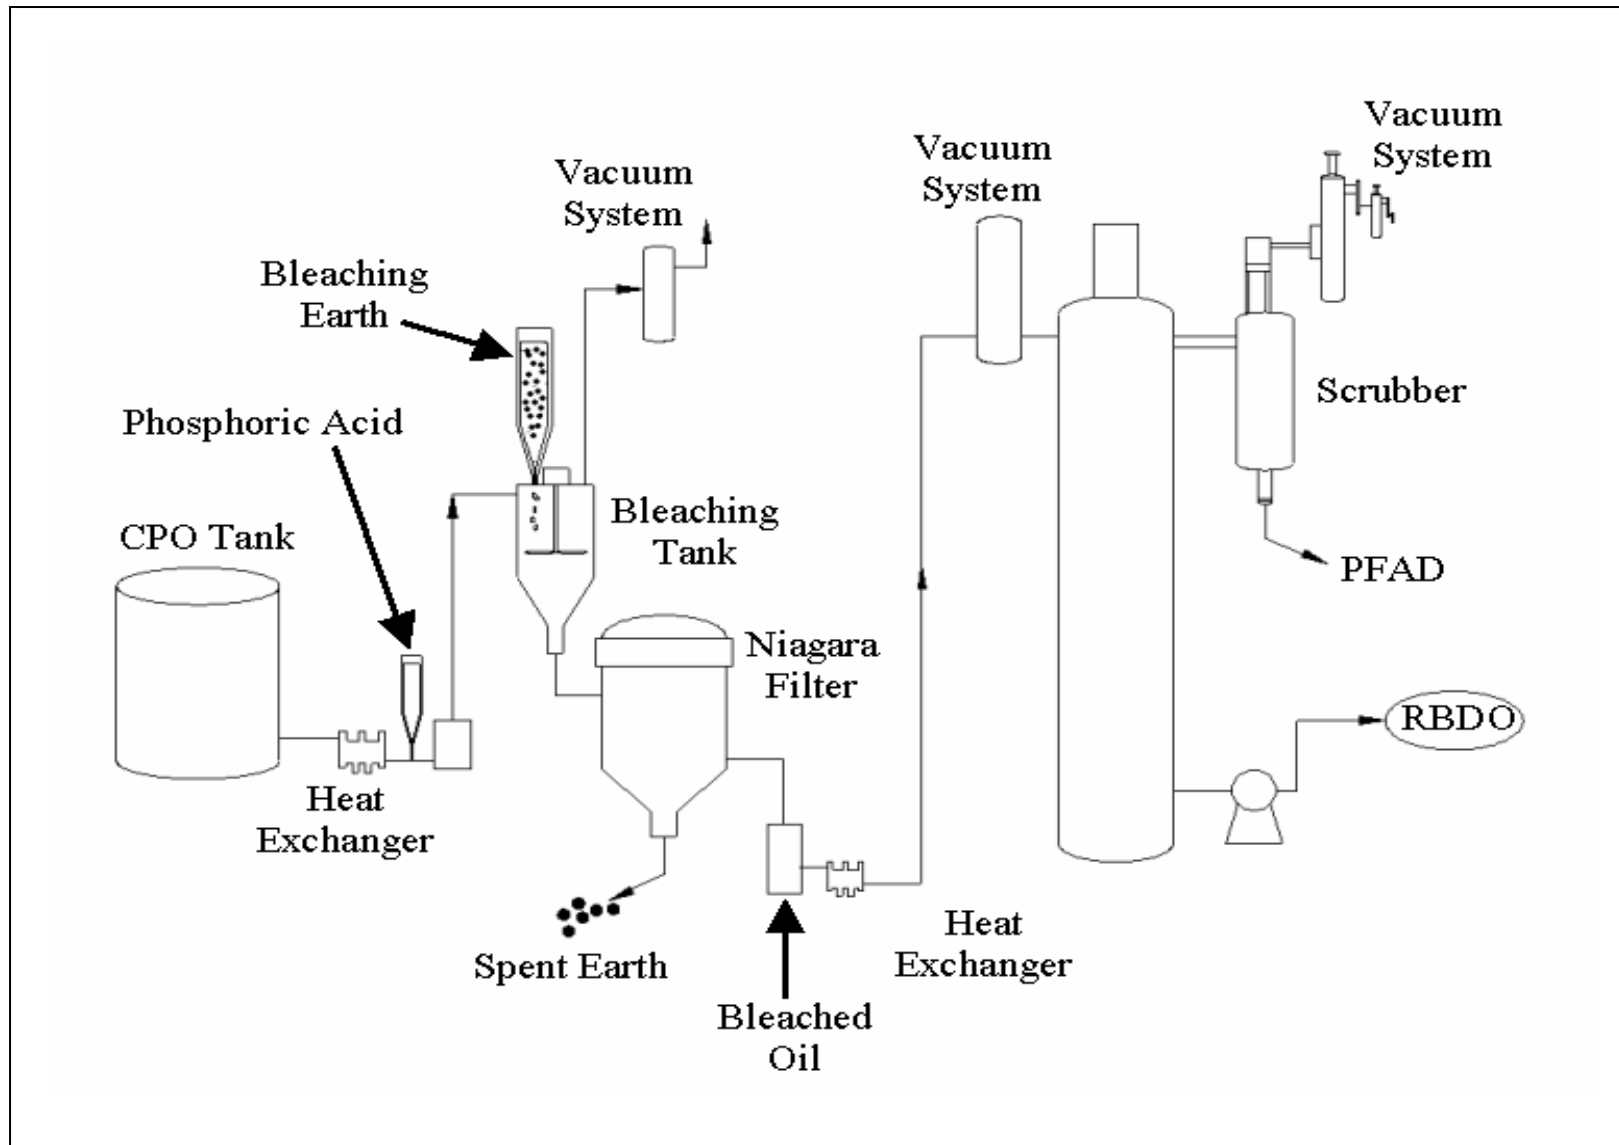 Vacuum
System
Vacuum
System
Vacuum
System
Bleaching
Earth
Scrubber
Phosphoric Acid
Bleaching
Tank
CPO Tank
PFAD
Niagara
Filter
RBDO
Heat
Exchanger
Heat
Exchanger
Spent Earth
Bleached
Oil